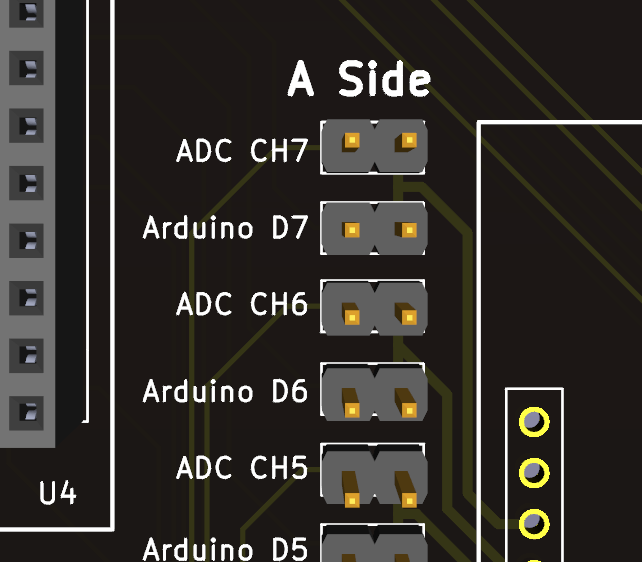 A Side
ADC CH7
Arduino D7
ADC CH6
Arduino D6
ADC CH5
U4
Arduino D5